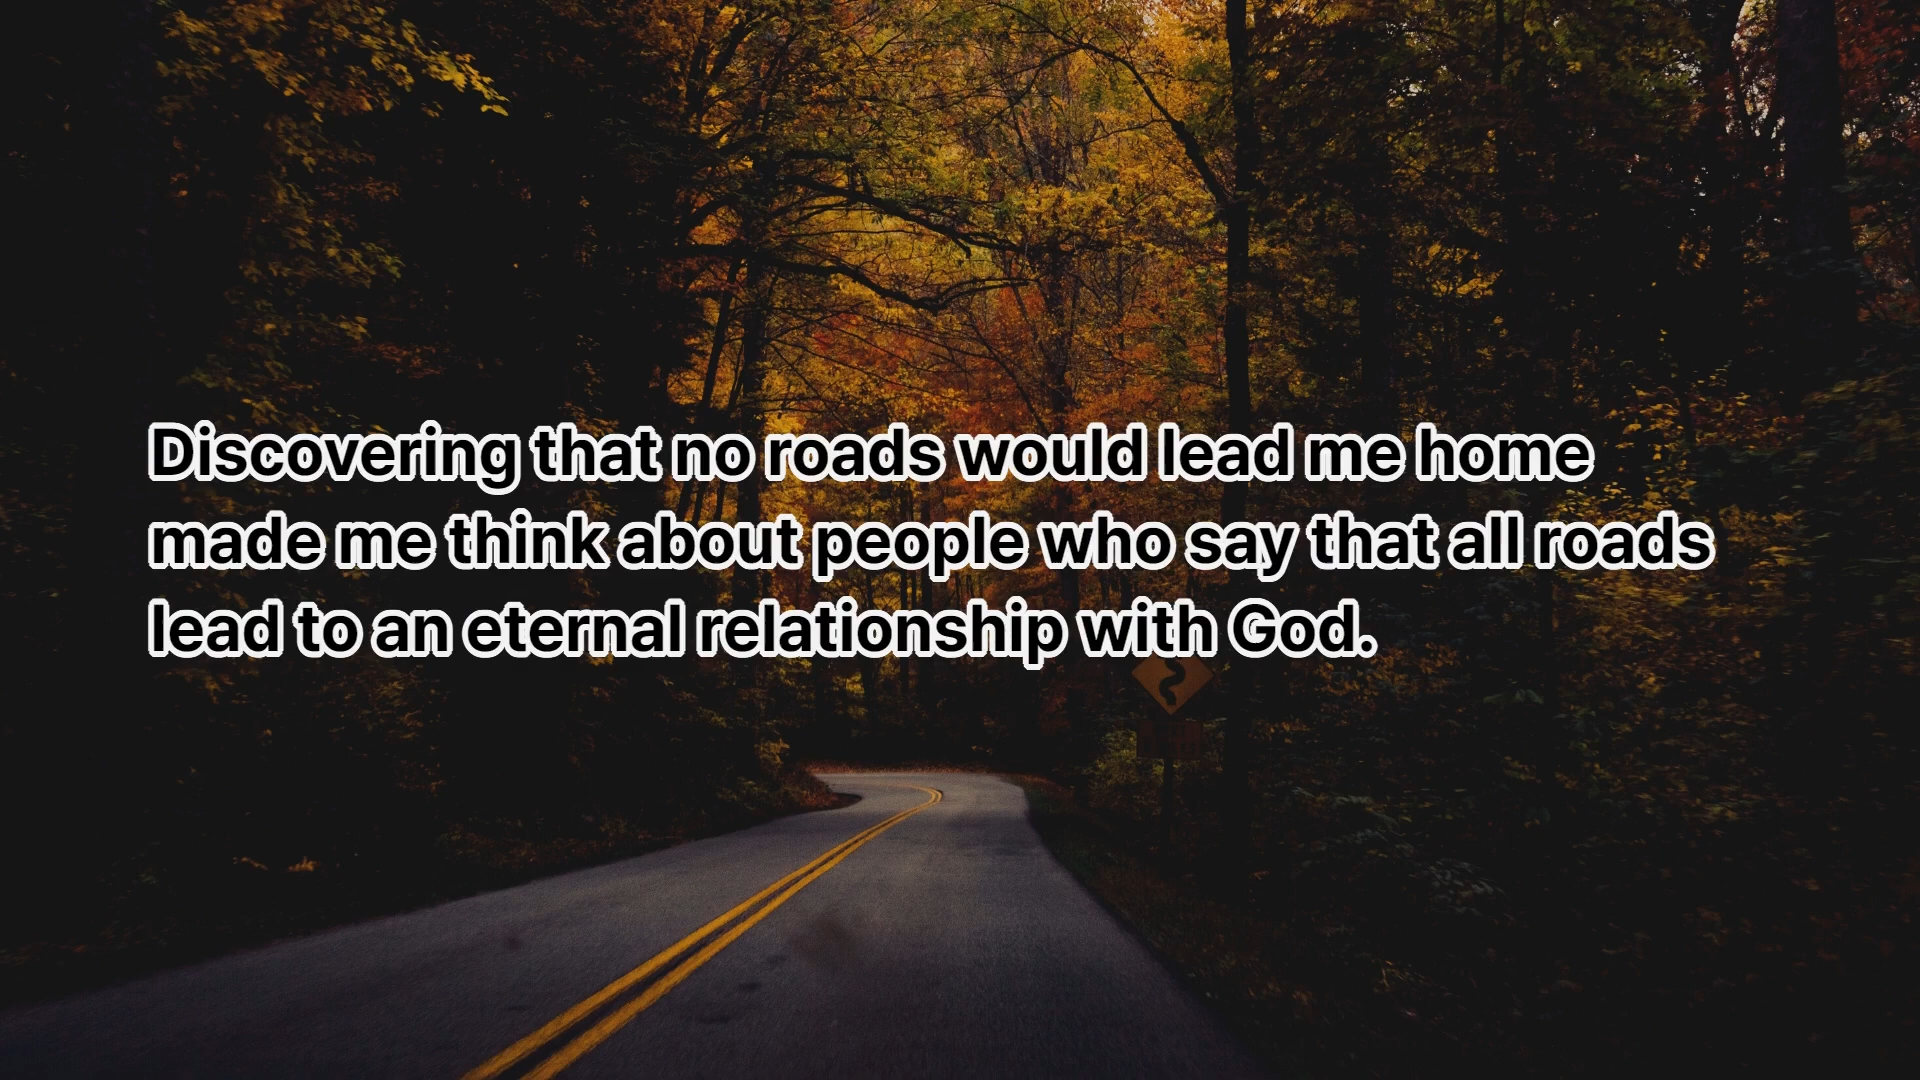 Discovering that no roads would lead me home
made me think about people who say that all roads
lead to an eternal relationship with God.